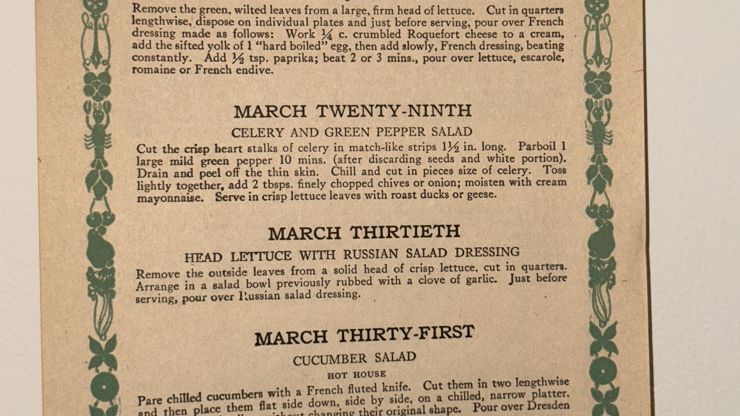 Remove the green, wilted leaves from a large, firm head of lettuce. Cut in quarters
lengthwise, dispose on individual plates and just before serving, pour over French
dressing made as follows: Work ¼ c. crumbled Roquefort cheese to a cream,
add the sifted yolk of 1 "hard boiled" egg, then add slowly, French dressing, beating
constantly. Add ½ tsp. paprika; beat 2 or 3 mins., pour over lettuce, escarole,
romaine or French endive.
MARCH TWENTY-NINTH
CELERY AND GREEN PEPPER SALAD
Cut the crisp heart stalks of celery in match-like strips 1½ in. long. Parboil 1
large mild green pepper 10 mins. (after discarding seeds and white portion).
Drain and peel off the thin skin. Chill and cut in pieces size of celery. Toss
lightly together, add 2 tbsps. finely chopped chives or onion; moisten with cream
mayonnaise. Serve in crisp lettuce leaves with roast ducks or geese.
MARCH THIRTIETH
HEAD LETTUCE WITH RUSSIAN SALAD DRESSING
Remove the outside leaves from a solid head of crisp lettuce, cut in quarters.
Arrange in a salad bowl previously rubbed with a clove of garlic. Just before
serving, pour over Russian salad dressing.
MARCH THIRTY-FIRST
CUCUMBER SALAD
HOT HOUSE
Pare chilled cucumbers with a French fluted knife. Cut them in two lengthwise
and then place them flat side down, side by side, on a chilled, narrow platter.
without changing their original shape. Pour over Dresden